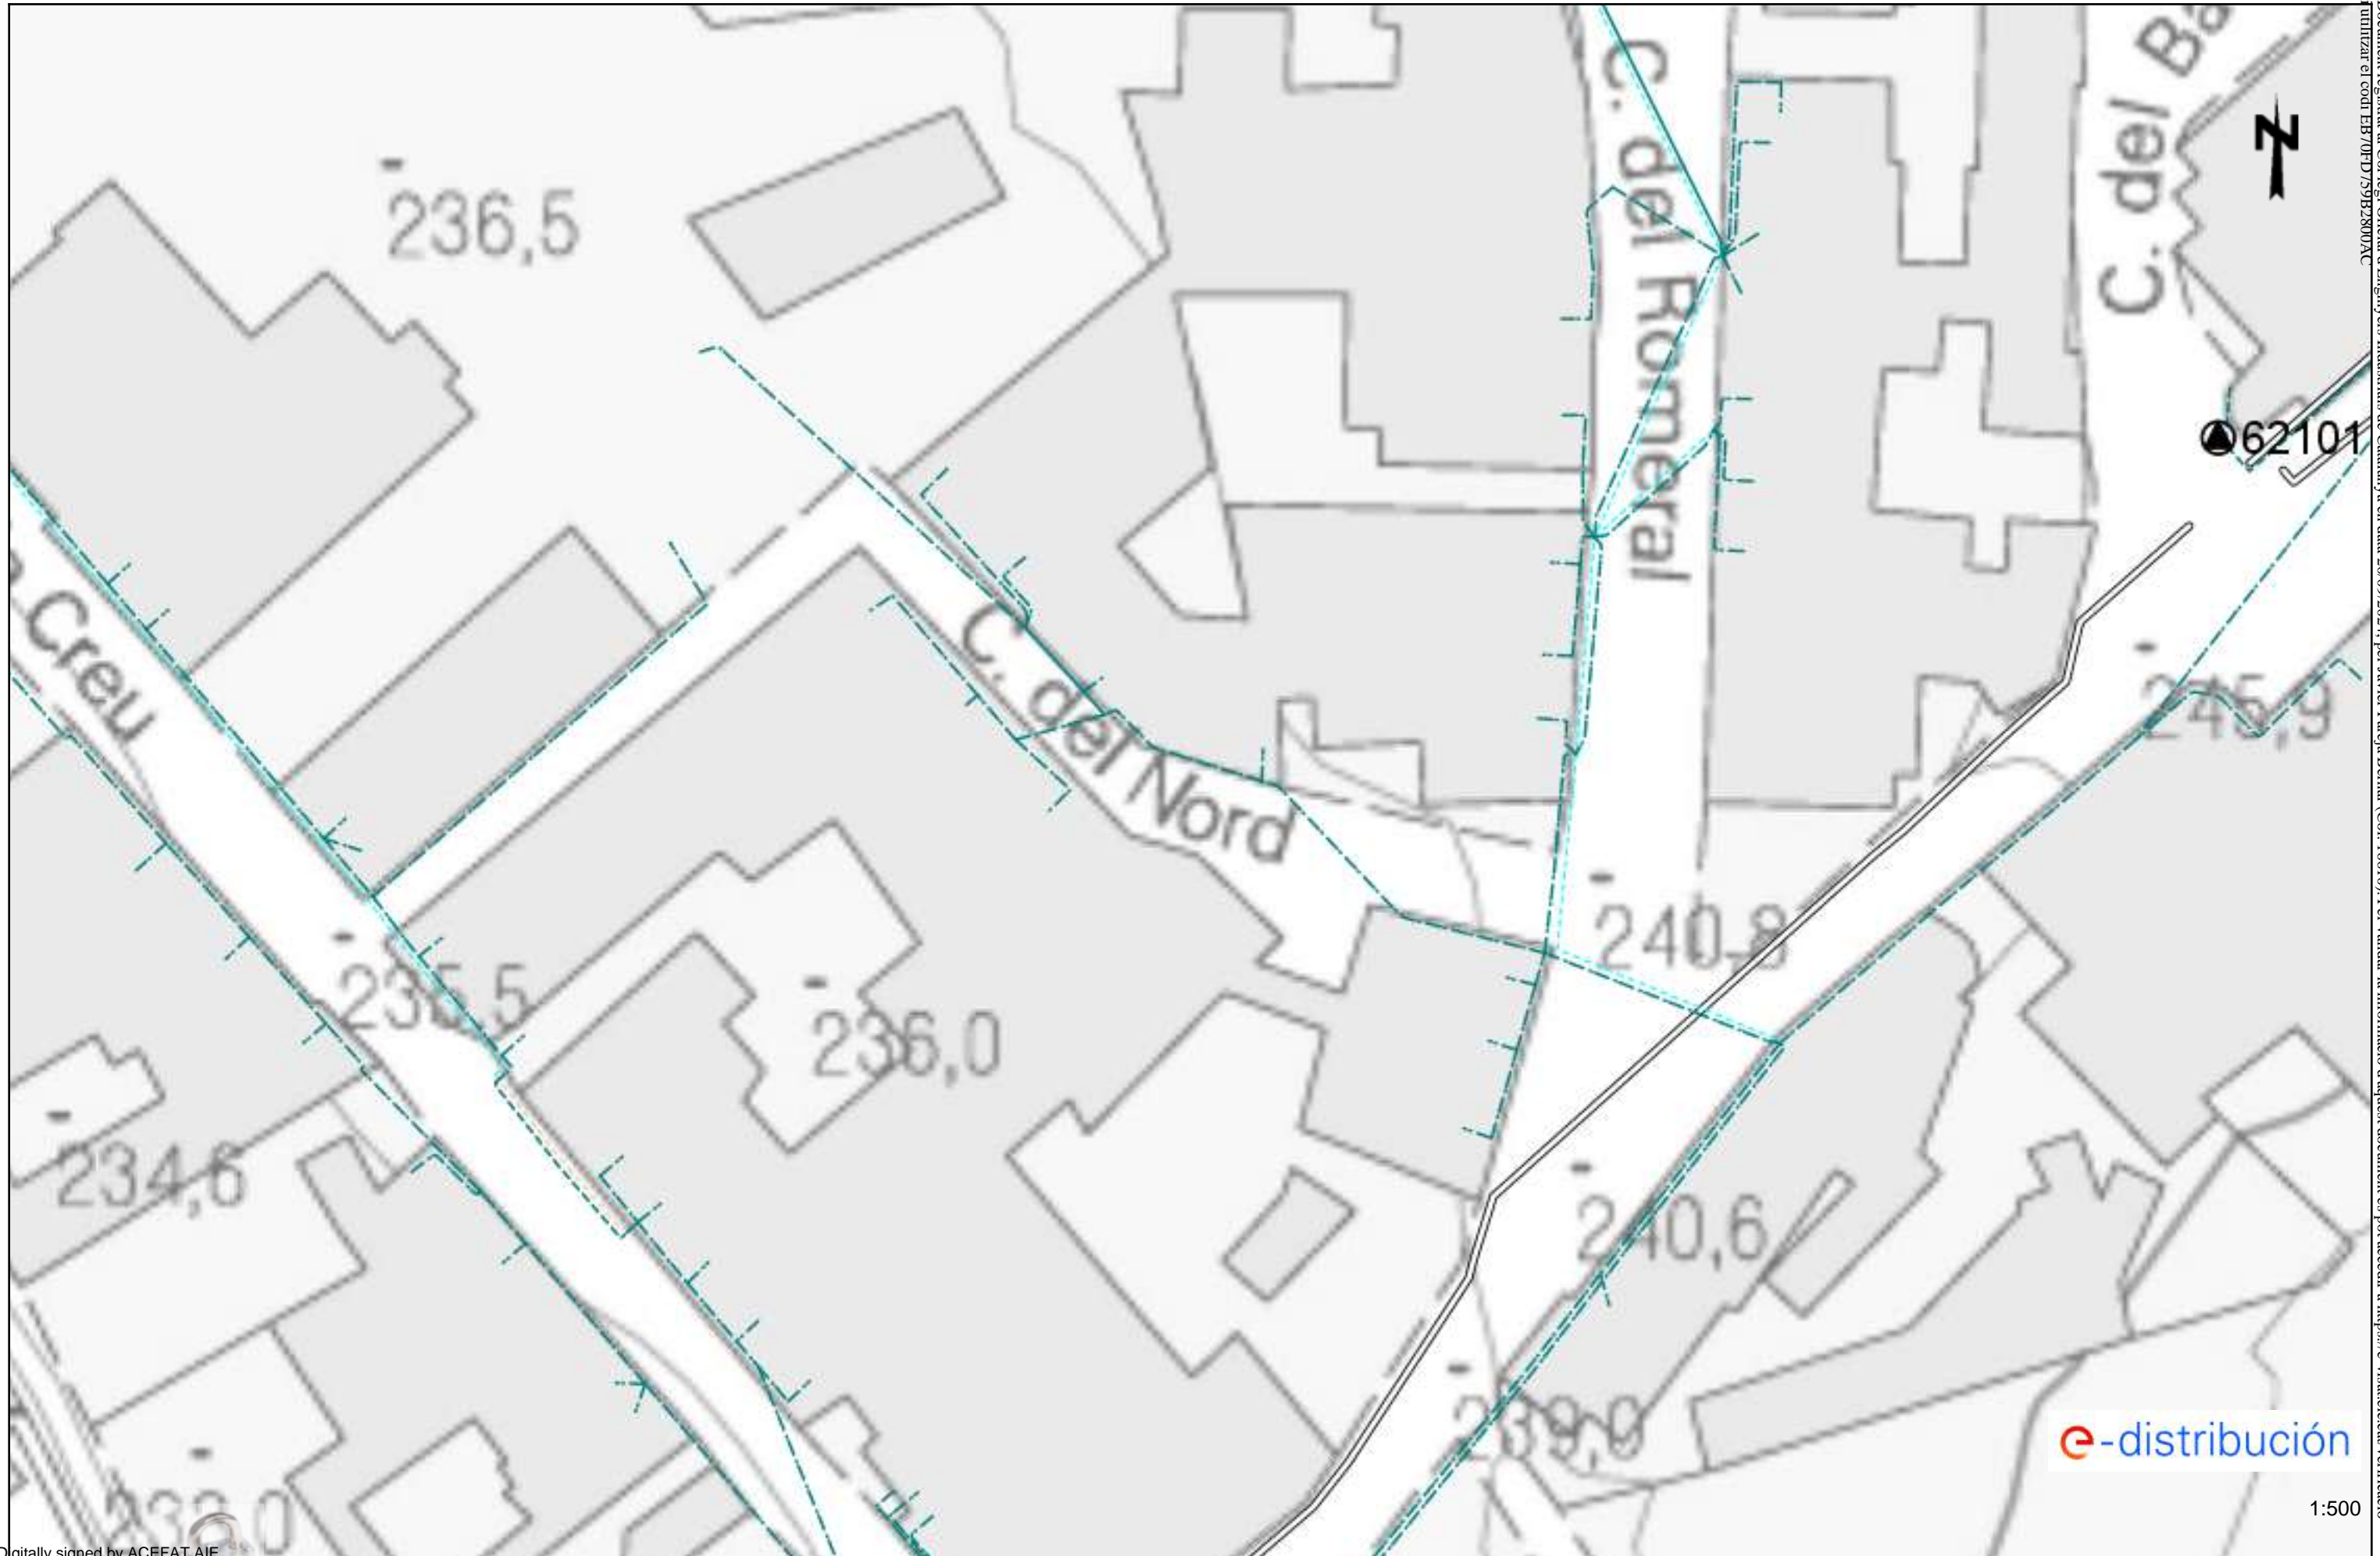 C. del Romeral
C. del
236,5
62101
Creu
C. del Nord
245,9
240,8
235,5
236,0
234,6
240,6
239,0
e-distribución
1:500
Digitally signed by ACEFAT AIE